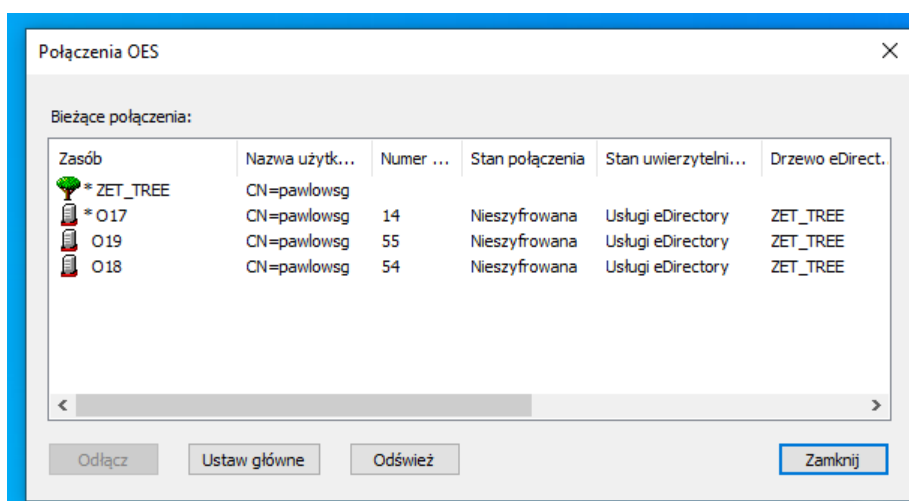 Połączenia OES
Bieżące połączenia:
Zasób Nazwa użytk... Numer ... Stan połączenia Stan uwierzytelni... Drzewo eDirect...
* ZET_TREE CN=pawlowsg
* O17 CN=pawlowsg 14 Nieszyfrowana Usługi eDirectory ZET_TREE
O19 CN=pawlowsg 55 Nieszyfrowana Usługi eDirectory ZET_TREE
O18 CN=pawlowsg 54 Nieszyfrowana Usługi eDirectory ZET_TREE
Odłącz Ustaw główne Odśwież Zamknij